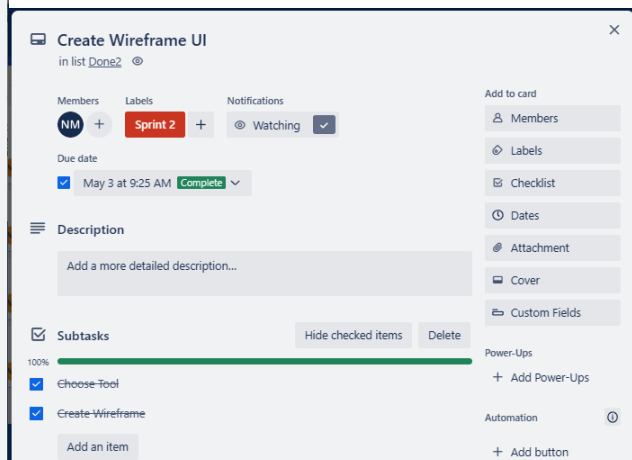 Create Wireframe UI
in list Done2
Members
Labels
Notifications
NM
+
Sprint 2
+
Watching
Due date
May 3 at 9:25 AM Complete
Description
Add a more detailed description...
Subtasks
Hide checked items
Delete
100%
Choose Tool
Create Wireframe
Add an item
Add to card
Members
Labels
Checklist
Dates
Attachment
Cover
Custom Fields
Power-Ups
+ Add Power-Ups
Automation
+ Add button